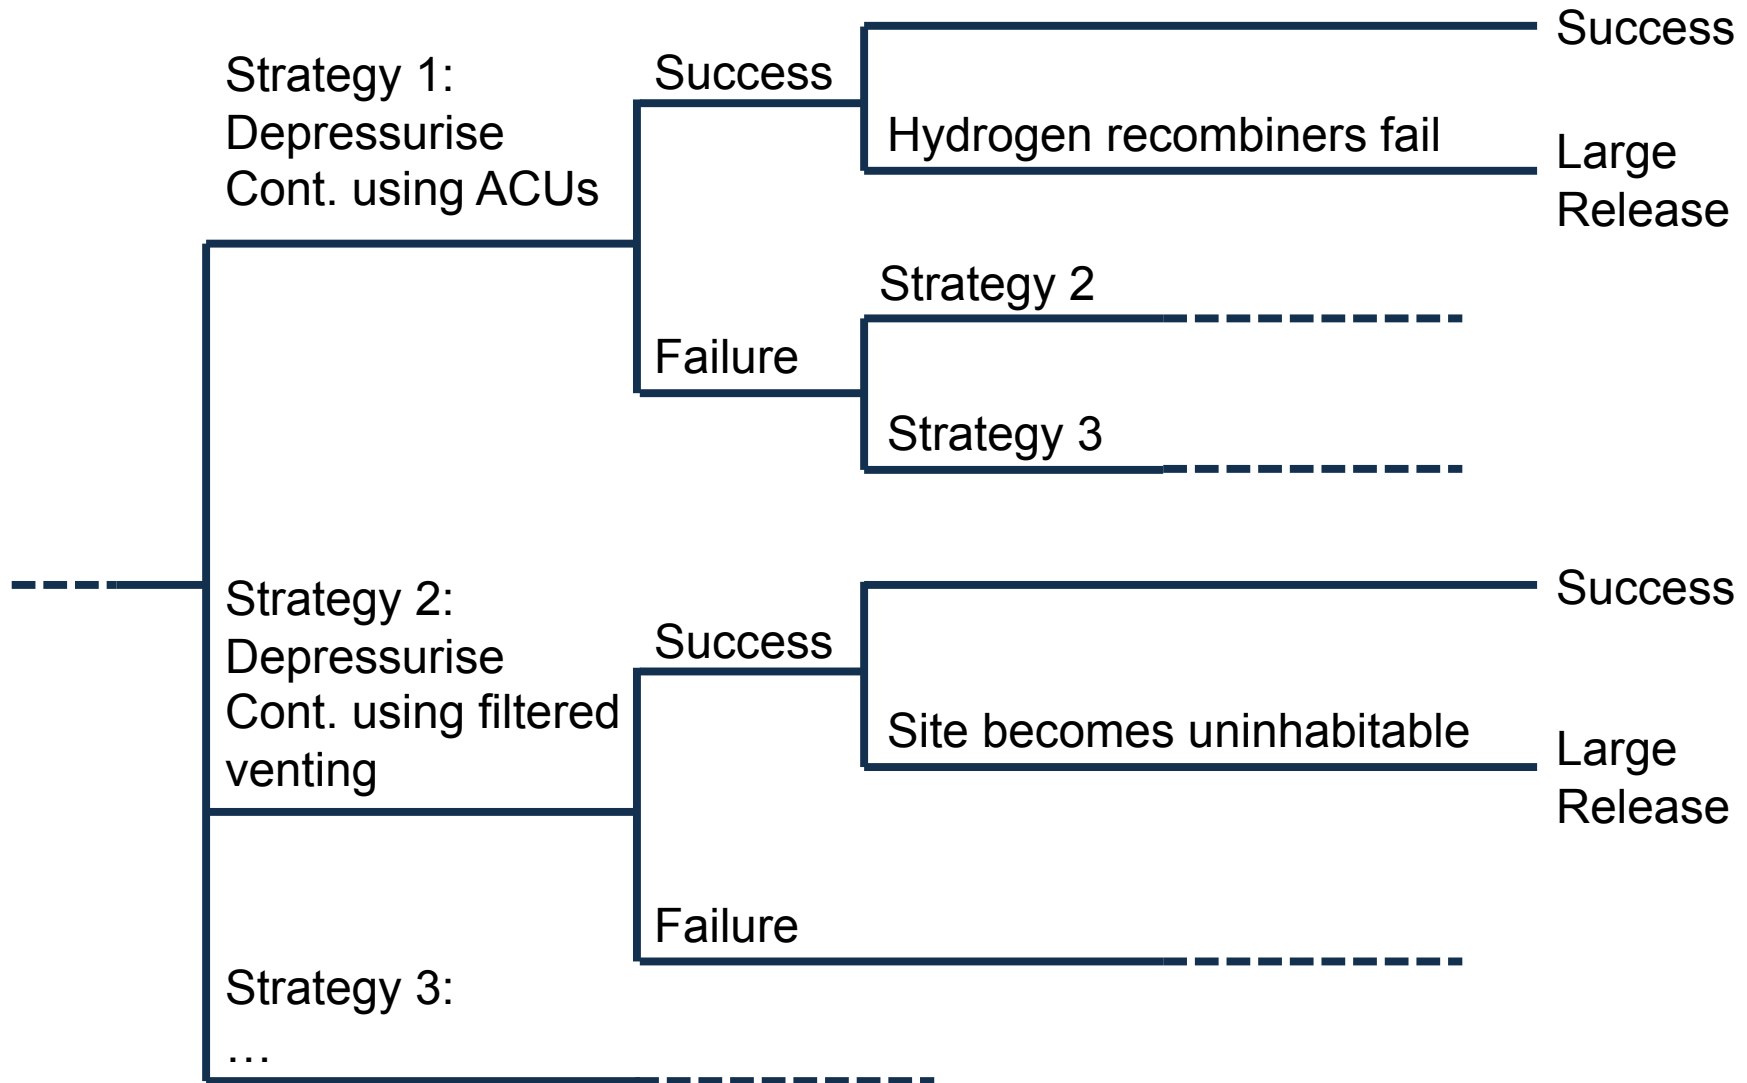 Strategy 1:
Depressurise
Cont. using ACUs
Success
Success
Hydrogen recombiners fail
Large
Release
Failure
Strategy 2
Strategy 3
Strategy 2:
Depressurise
Cont. using filtered
venting
Success
Success
Site becomes uninhabitable
Large
Release
Failure
Strategy 3:
…